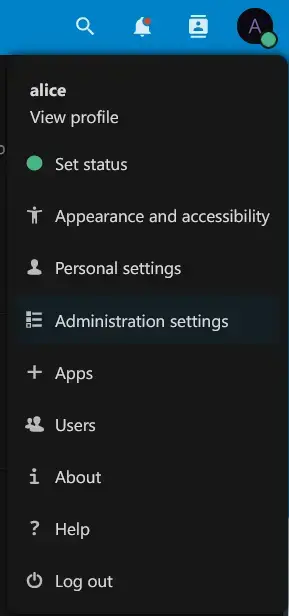 A
alice
View profile
Set status
Appearance and accessibility
Personal settings
Administration settings
Apps
Users
About
Help
Log out